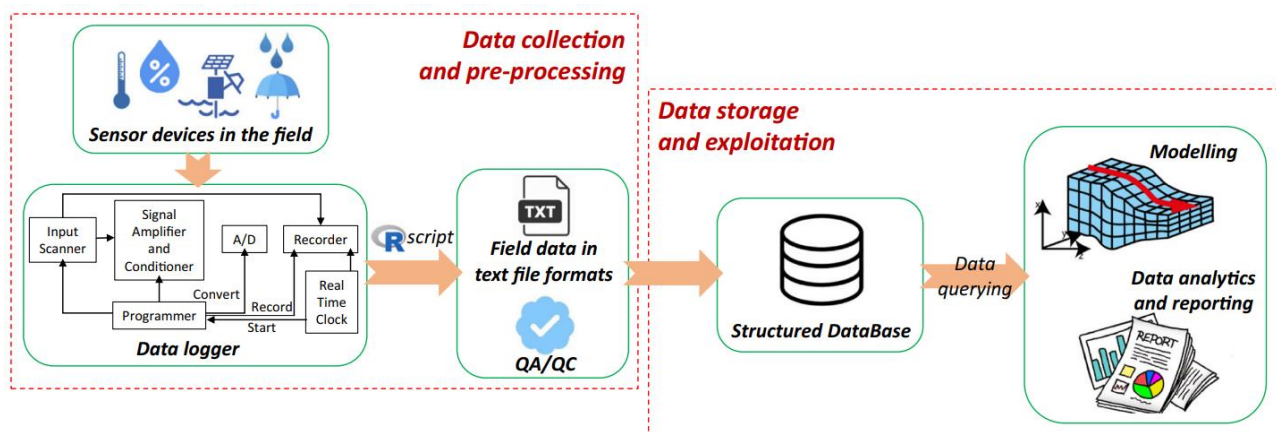 Data collection
and pre-processing
%
Sensor devices in the field
Input
Scanner
Signal
Amplifier
and
Conditioner
A/D
Recorder
Convert
Record
Real
Time
Clock
Programmer
Start
Data logger
R script
TXT
Field data in
text file formats
QA/QC
Data storage
and exploitation
Structured DataBase
Data
querying
Modelling
x
y
z
Data analytics
and reporting
REPORT